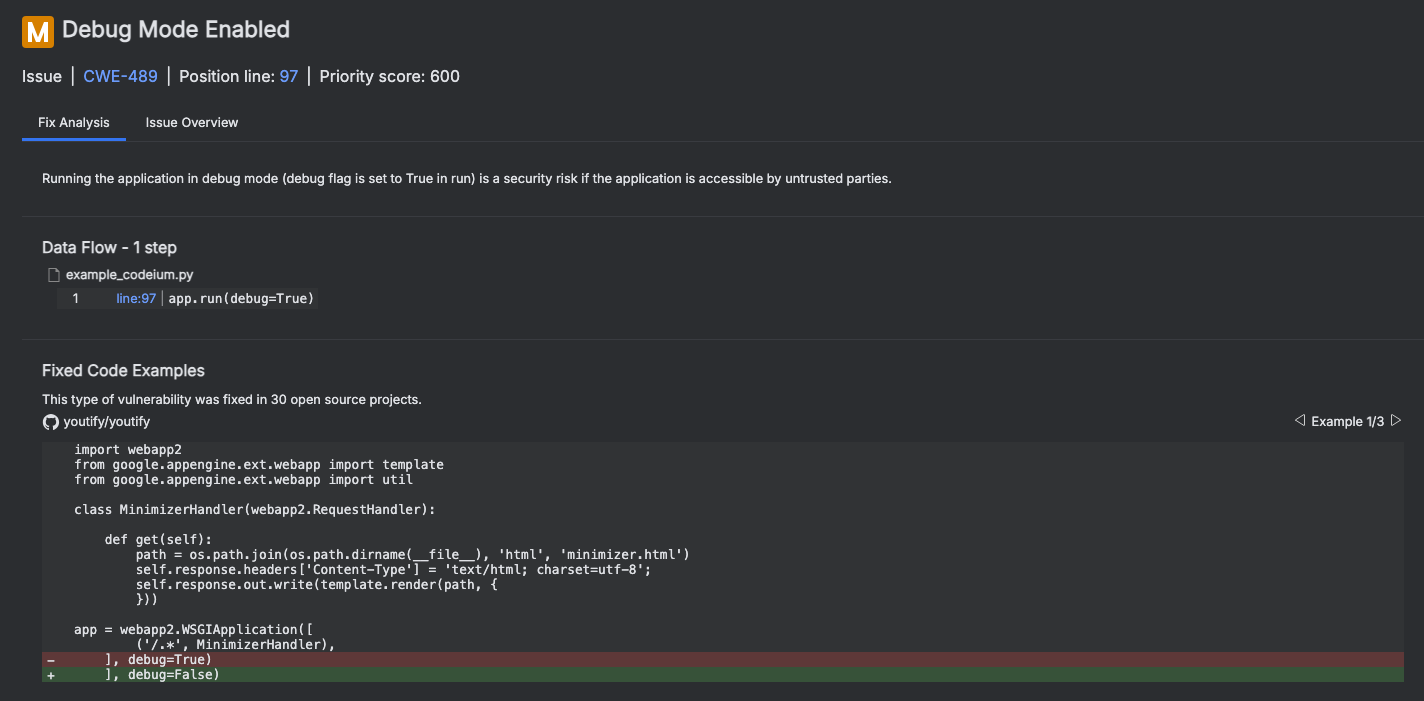 M Debug Mode Enabled
Issue | CWE-489 | Position line: 97 | Priority score: 600
Fix Analysis Issue Overview
Running the application in debug mode (debug flag is set to True in run) is a security risk if the application is accessible by untrusted parties.
Data Flow - 1 step
example_codeium.py
1 line:97 | app.run(debug=True)
Fixed Code Examples
This type of vulnerability was fixed in 30 open source projects.
youtify/youtify Example 1/3
import webapp2
from google.appengine.ext.webapp import template
from google.appengine.ext.webapp import util
class MinimizerHandler(webapp2.RequestHandler):
def get(self):
path = os.path.join(os.path.dirname(__file__), 'html', 'minimizer.html')
self.response.headers['Content-Type'] = 'text/html; charset=utf-8';
self.response.out.write(template.render(path, {
}))
app = webapp2.WSGIApplication([
('/.*', MinimizerHandler),
- ], debug=True)
+ ], debug=False)